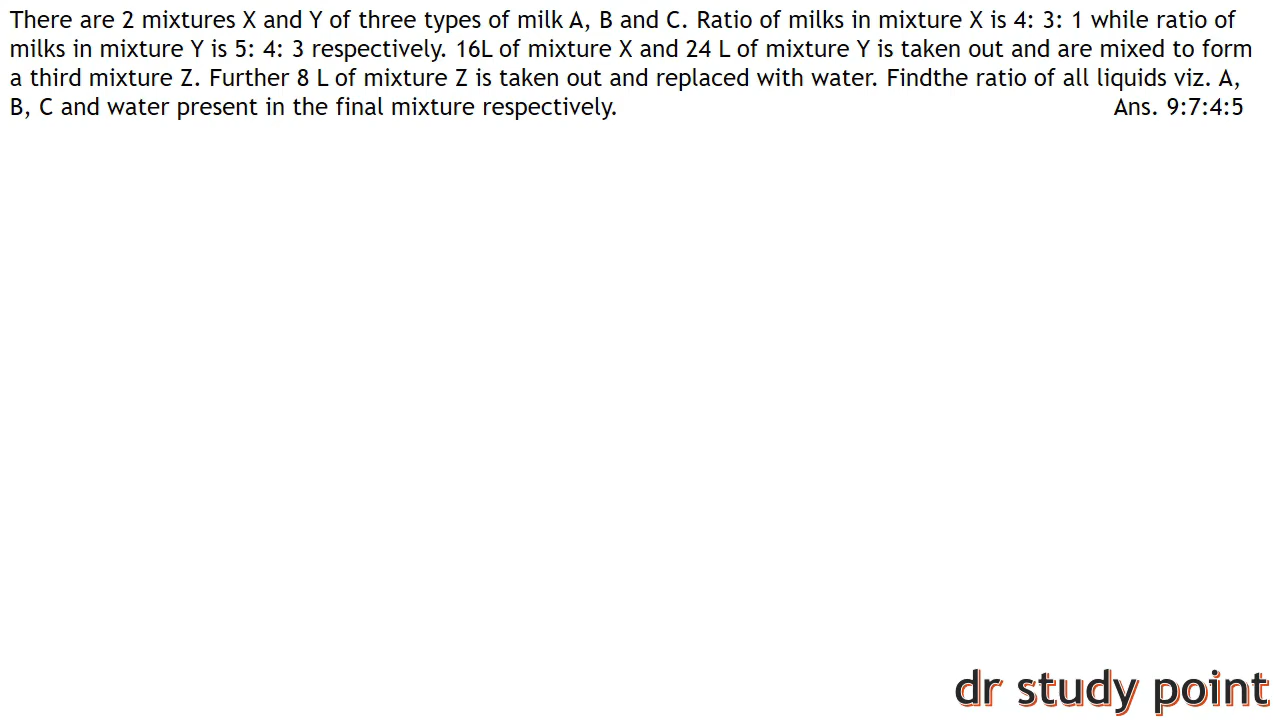 There are 2 mixtures X and Y of three types of milk A, B and C. Ratio of milks in mixture X is 4: 3: 1 while ratio of
milks in mixture Y is 5: 4: 3 respectively. 16L of mixture X and 24 L of mixture Y is taken out and are mixed to form
a third mixture Z. Further 8 L of mixture Z is taken out and replaced with water. Findthe ratio of all liquids viz. A,
B, C and water present in the final mixture respectively. Ans. 9:7:4:5
dr study point